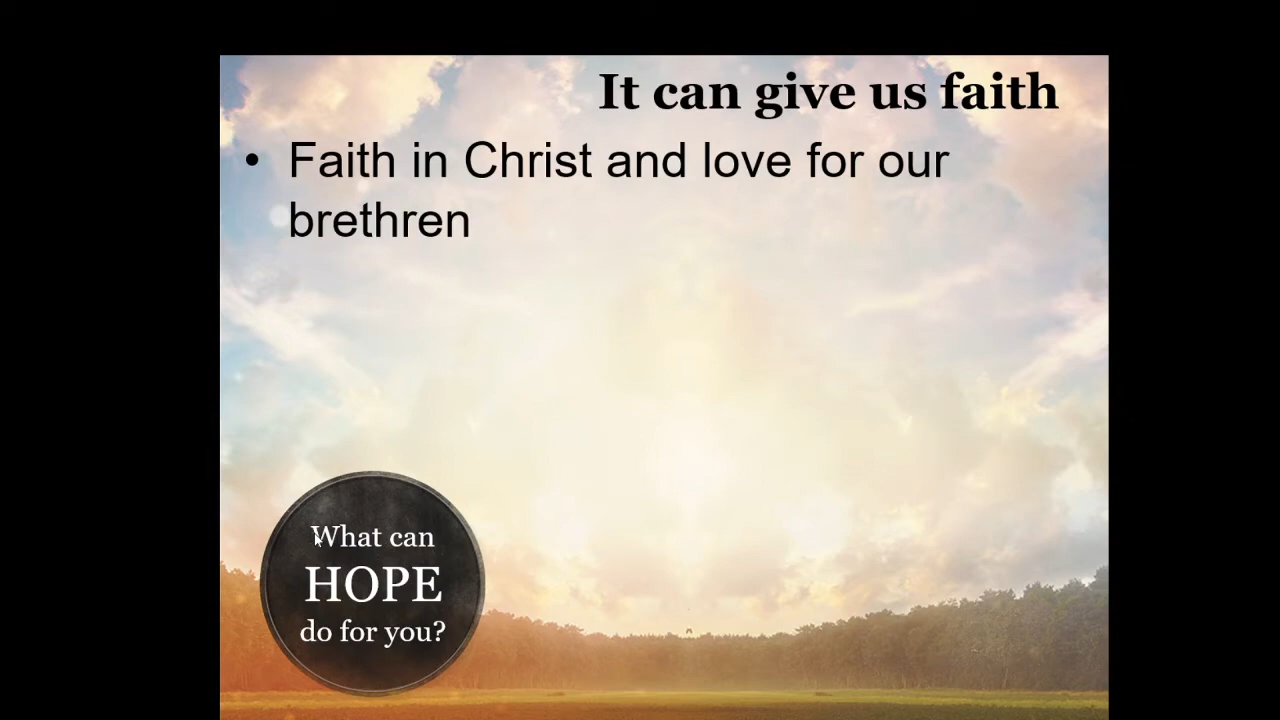 It can give us faith
• Faith in Christ and love for our
brethren
What can
HOPE
do for you?